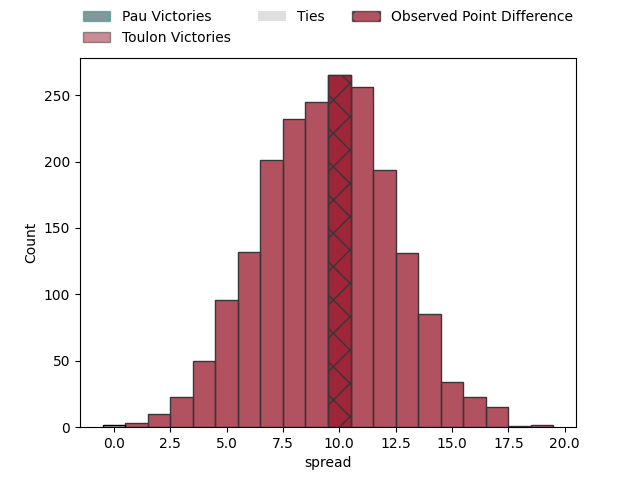 Pau Victories
Ties
Observed Point Difference
Toulon Victories
250
200
150
100
50
0
Count
0.0 2.5 5.0 7.5 10.0 12.5 15.0 17.5 20.0
spread